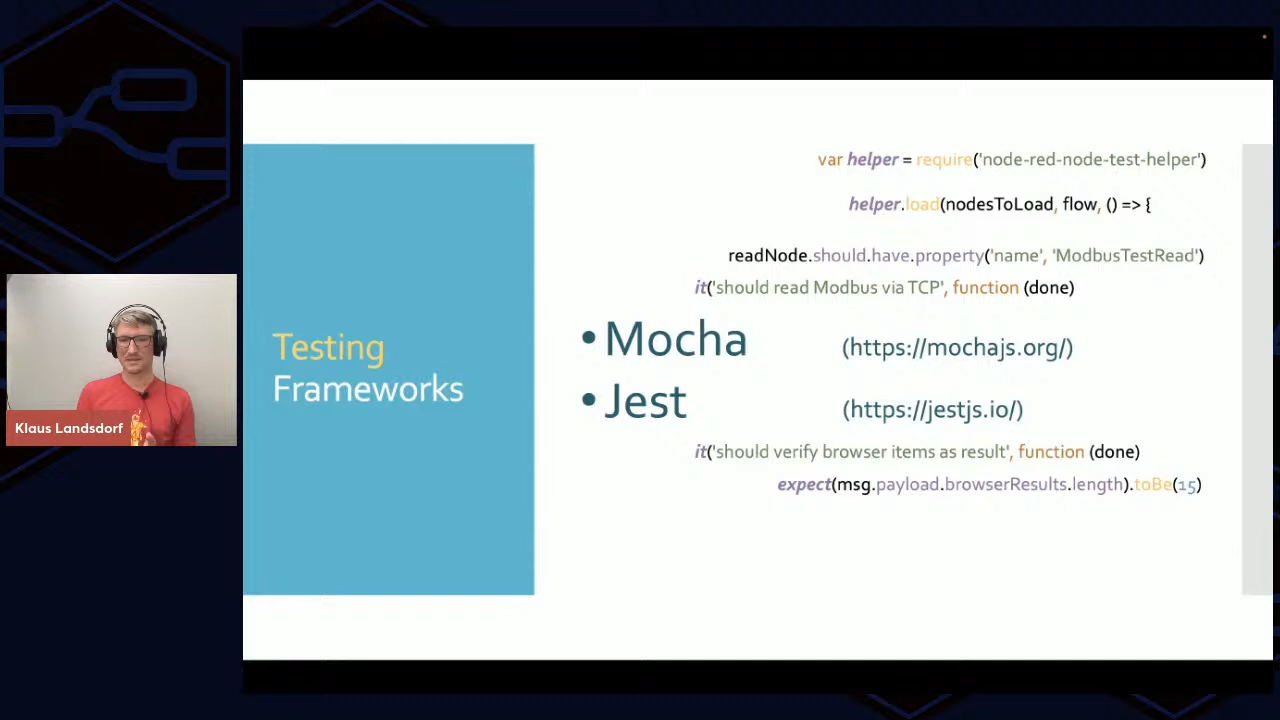 var helper = require('node-red-node-test-helper')
helper.load(nodesToLoad, flow, () => {
readNode.should.have.property('name', 'ModbusTestRead')
it('should read Modbus via TCP', function (done)
Testing
Frameworks
• Mocha (https://mochajs.org/)
• Jest (https://jestjs.io/)
it('should verify browser items as result', function (done)
expect(msg.payload.browserResults.length).toBe(15)
Klaus Landsdorf